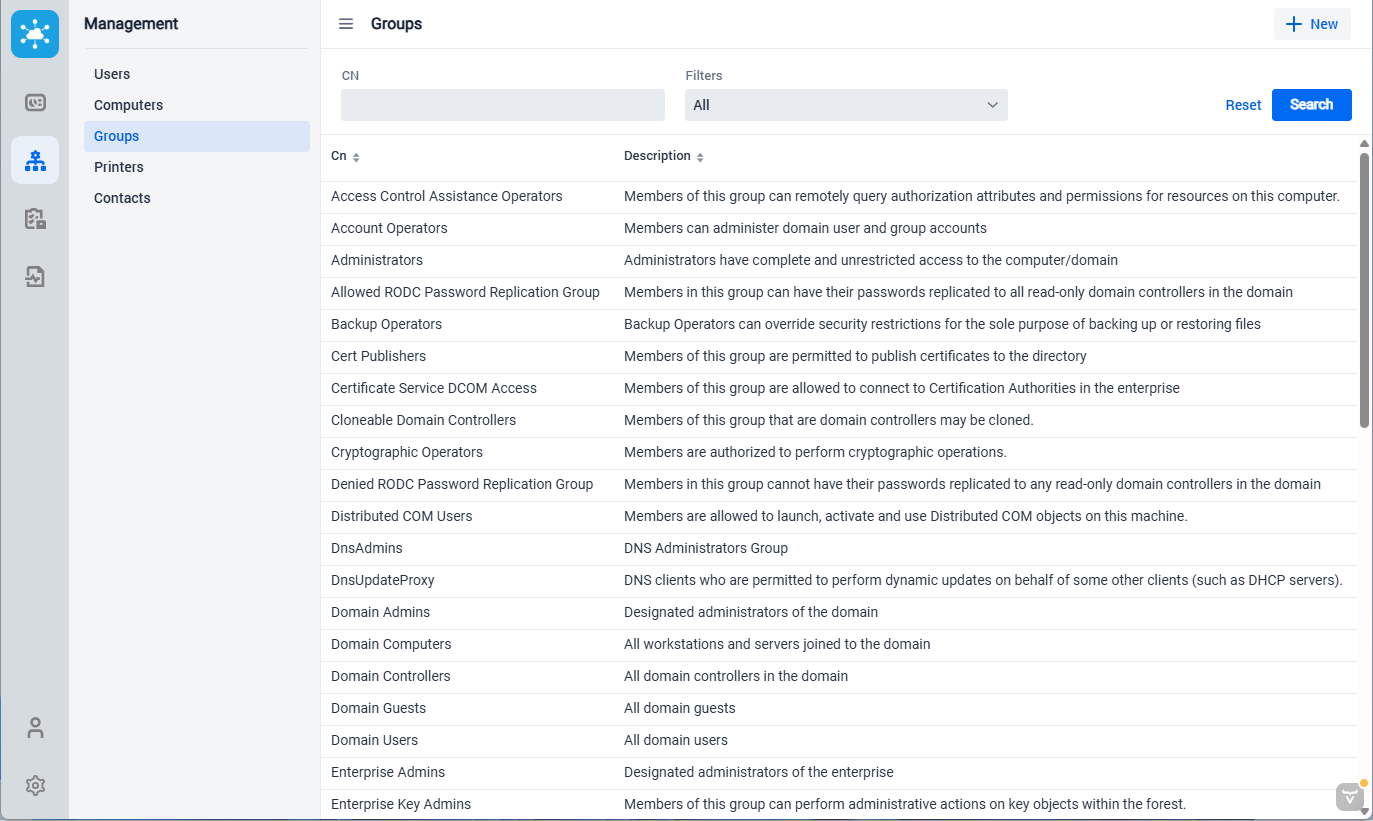 Management
Users
Computers
Groups
Printers
Contacts
Groups
New
CN
Filters
All
Reset
Search
Cn
Description
Access Control Assistance Operators
Members of this group can remotely query authorization attributes and permissions for resources on this computer.
Account Operators
Members can administer domain user and group accounts
Administrators
Administrators have complete and unrestricted access to the computer/domain
Allowed RODC Password Replication Group
Members in this group can have their passwords replicated to all read-only domain controllers in the domain
Backup Operators
Backup Operators can override security restrictions for the sole purpose of backing up or restoring files
Cert Publishers
Members of this group are permitted to publish certificates to the directory
Certificate Service DCOM Access
Members of this group are allowed to connect to Certification Authorities in the enterprise
Cloneable Domain Controllers
Members of this group that are domain controllers may be cloned.
Cryptographic Operators
Members are authorized to perform cryptographic operations.
Denied RODC Password Replication Group
Members in this group cannot have their passwords replicated to any read-only domain controllers in the domain
Distributed COM Users
Members are allowed to launch, activate and use Distributed COM objects on this machine.
DnsAdmins
DNS Administrators Group
DnsUpdateProxy
DNS clients who are permitted to perform dynamic updates on behalf of some other clients (such as DHCP servers).
Domain Admins
Designated administrators of the domain
Domain Computers
All workstations and servers joined to the domain
Domain Controllers
All domain controllers in the domain
Domain Guests
All domain guests
Domain Users
All domain users
Enterprise Admins
Designated administrators of the enterprise
Enterprise Key Admins
Members of this group can perform administrative actions on key objects within the forest.